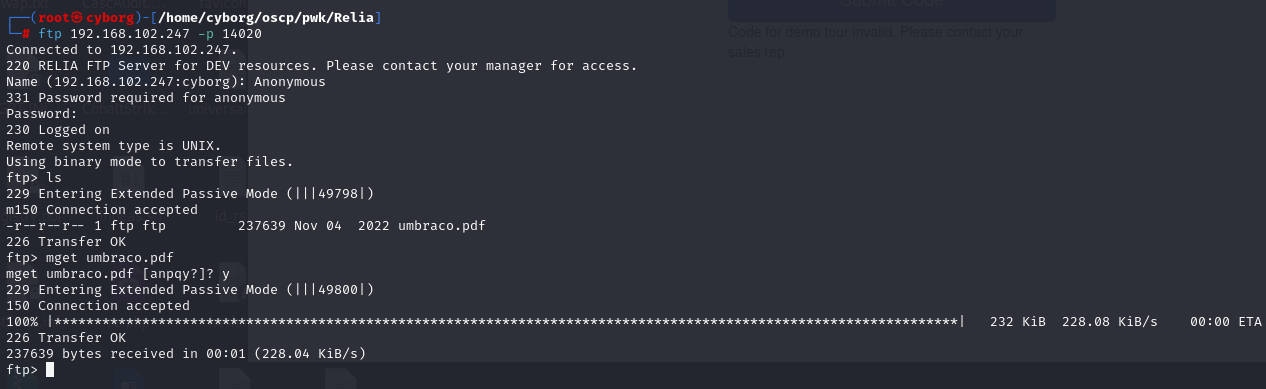 Submit Code
Code for demo tour invalid. Please contact your
sales rep
┌──(root㉿cyborg)-[/home/cyborg/oscp/pwk/Relia]
└─# ftp 192.168.102.247 -p 14020
Connected to 192.168.102.247.
220 RELIA FTP Server for DEV resources. Please contact your manager for access.
Name (192.168.102.247:cyborg): Anonymous
331 Password required for anonymous
Password:
230 Logged on
Remote system type is UNIX.
Using binary mode to transfer files.
ftp> ls
229 Entering Extended Passive Mode (|||49798|)
m150 Connection accepted
-r--r--r-- 1 ftp ftp         237639 Nov 04  2022 umbraco.pdf
226 Transfer OK
ftp> mget umbraco.pdf
mget umbraco.pdf [anpqy?]? y
229 Entering Extended Passive Mode (|||49800|)
150 Connection accepted
100% |*****************************************************************************************************************|   232 KiB  228.08 KiB/s    00:00 ETA
226 Transfer OK
237639 bytes received in 00:01 (228.04 KiB/s)
ftp>